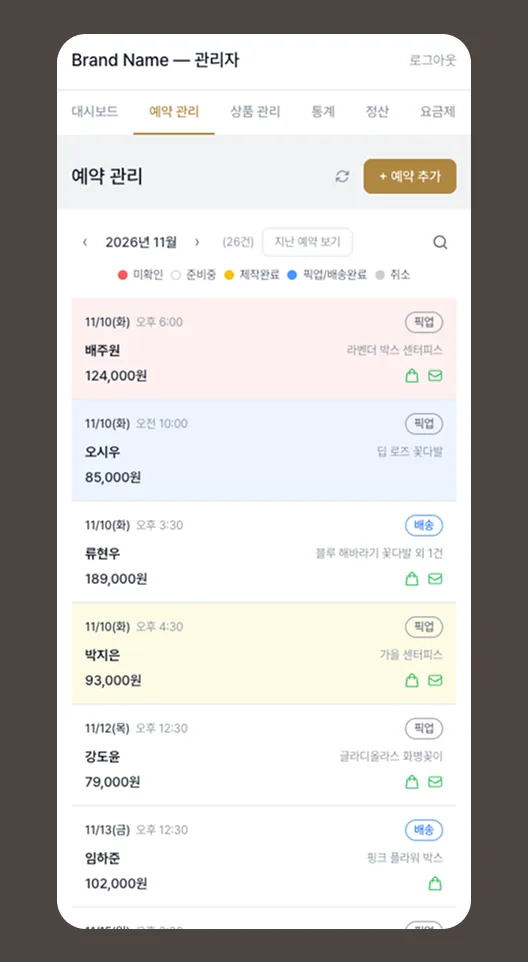 Brand Name — 관리자 로그아웃
대시보드 예약 관리 상품 관리 통계 정산 요금제
예약 관리 + 예약 추가
‹ 2026년 11월 › (26건) 지난 예약 보기
미확인 준비중 제작완료 픽업/배송완료 취소
11/10(화) 오후 6:00 픽업
배주원 라벤더 박스 센터피스
124,000원
11/10(화) 오전 10:00 픽업
오시우 딥 로즈 꽃다발
85,000원
11/10(화) 오후 3:30 배송
류현우 블루 해바라기 꽃다발 외 1건
189,000원
11/10(화) 오후 4:30 픽업
박지은 가을 센터피스
93,000원
11/12(목) 오후 12:30 픽업
강도윤 글라디올라스 화병꽂이
79,000원
11/13(금) 오후 12:30 배송
임하준 핑크 플라워 박스
102,000원